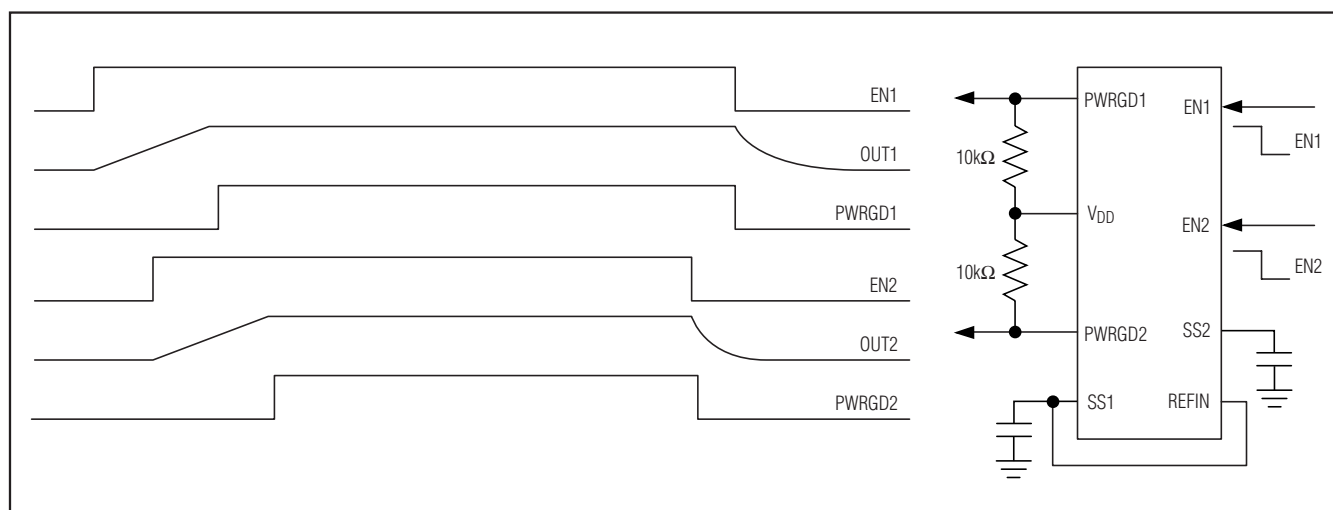 EN1
OUT1
PWRGD1
EN2
OUT2
PWRGD2
PWRGD1
EN1
EN1
10kΩ
VDD
EN2
10kΩ
EN2
PWRGD2
SS2
SS1
REFIN